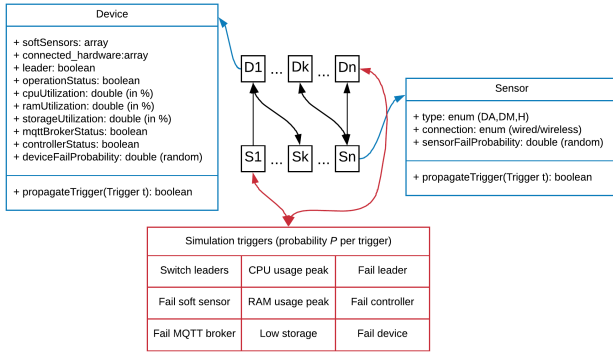 Device
+ softSensors: array
+ connected_hardware:array
+ leader: boolean
+ operationStatus: boolean
+ cpuUtilization: double (in %)
+ ramUtilization: double (in %)
+ storageUtilization: double (in %)
+ mqttBrokerStatus: boolean
+ controllerStatus: boolean
+ deviceFailProbability: double (random)
+ propagateTrigger(Trigger t): boolean
D1 ... Dk ... Dn
S1 ... Sk ... Sn
Sensor
+ type: enum (DA,DM,H)
+ connection: enum (wired/wireless)
+ sensorFailProbability: double (random)
+ propagateTrigger(Trigger t): boolean
Simulation triggers (probability P per trigger)
Switch leaders CPU usage peak Fail leader
Fail soft sensor RAM usage peak Fail controller
Fail MQTT broker Low storage Fail device